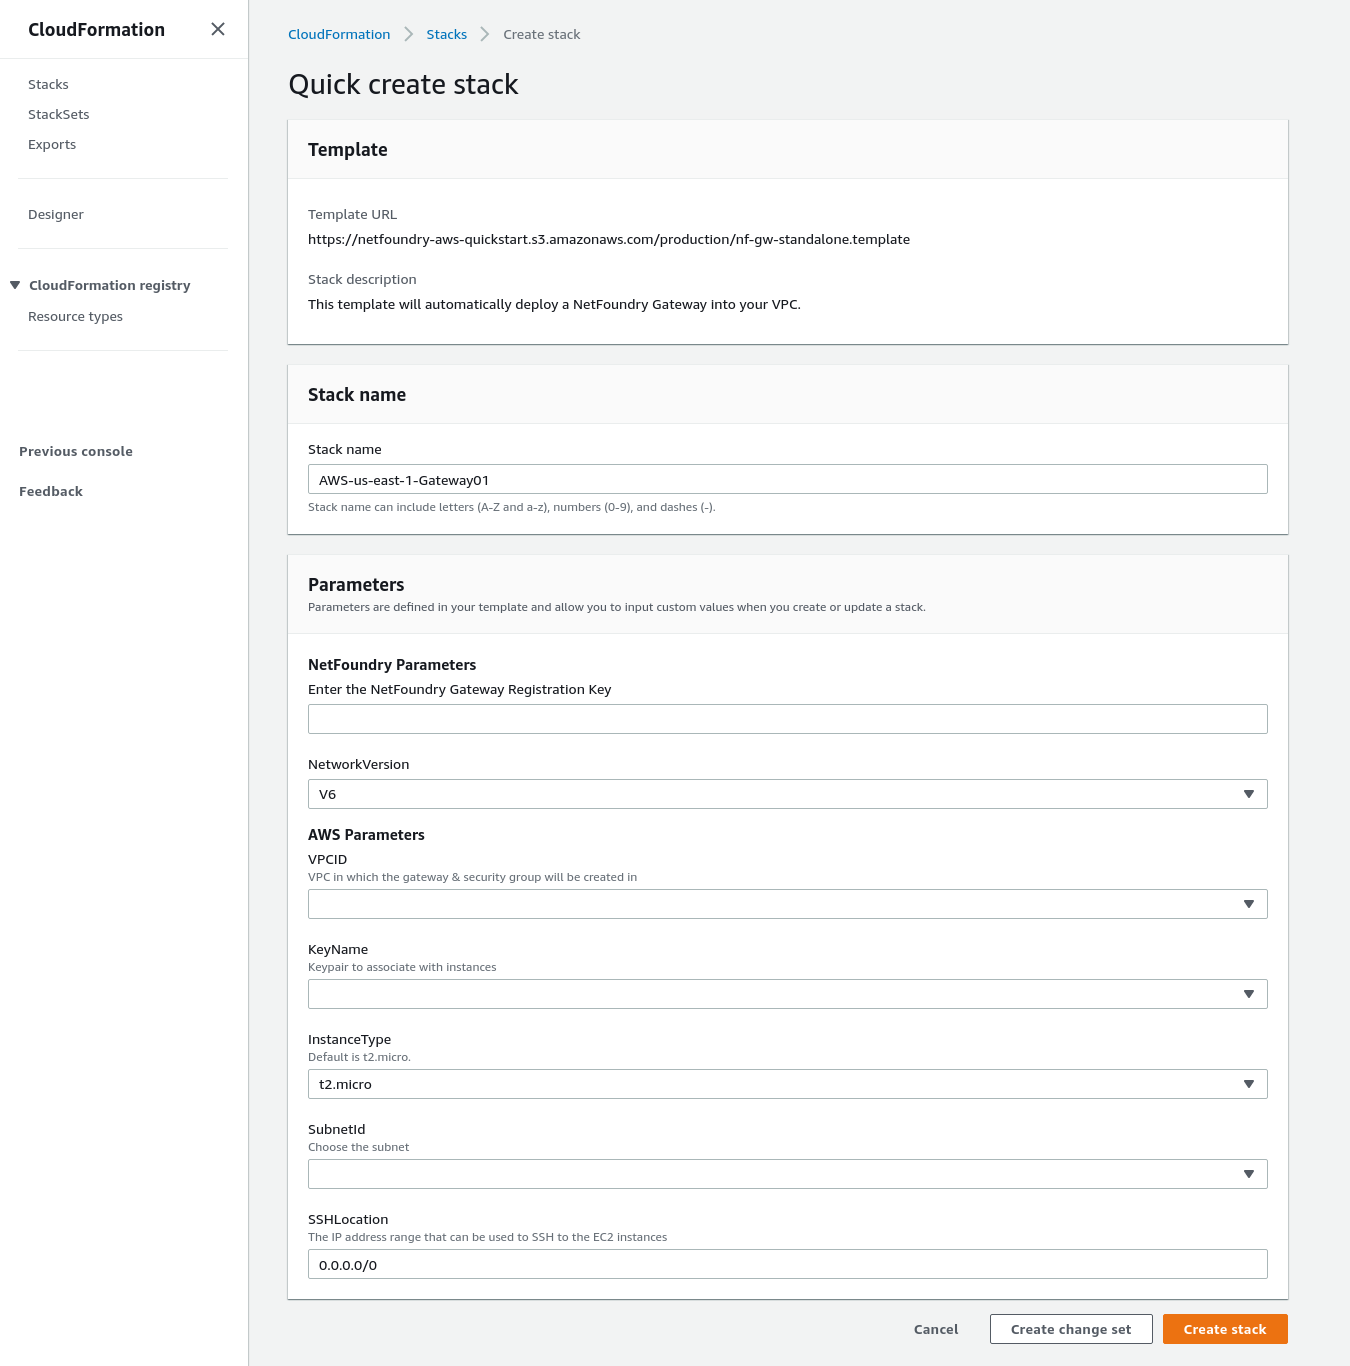 CloudFormation
Stacks
StackSets
Exports
Designer
CloudFormation registry
Resource types
Previous console
Feedback
CloudFormation > Stacks > Create stack
Quick create stack
Template
Template URL
https://netfoundry-aws-quickstart.s3.amazonaws.com/production/nf-gw-standalone.template
Stack description
This template will automatically deploy a NetFoundry Gateway into your VPC.
Stack name
Stack name
AWS-us-east-1-Gateway01
Stack name can include letters (A-Z and a-z), numbers (0-9), and dashes (-).
Parameters
Parameters are defined in your template and allow you to input custom values when you create or update a stack.
NetFoundry Parameters
Enter the NetFoundry Gateway Registration Key
NetworkVersion
V6
AWS Parameters
VPCID
VPC in which the gateway & security group will be created in
KeyName
Keypair to associate with instances
InstanceType
Default is t2.micro.
t2.micro
SubnetId
Choose the subnet
SSHLocation
The IP address range that can be used to SSH to the EC2 instances
0.0.0.0/0
Cancel Create change set Create stack